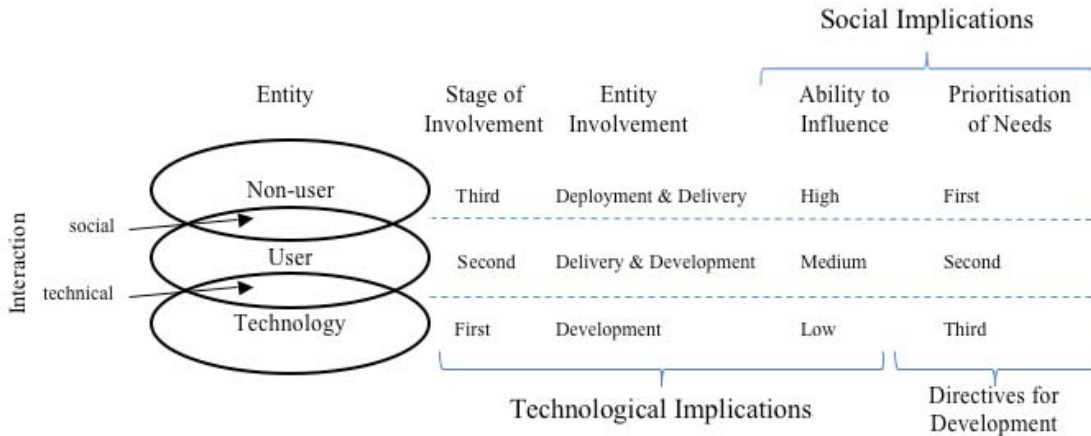 Social Implications
Entity
Stage of
Involvement
Entity
Involvement
Ability to
Influence
Prioritisation
of Needs
Non-user
Third
Deployment & Delivery
High
First
social
User
Second
Delivery & Development
Medium
Second
technical
Technology
First
Development
Low
Third
Interaction
Technological Implications
Directives for
Development